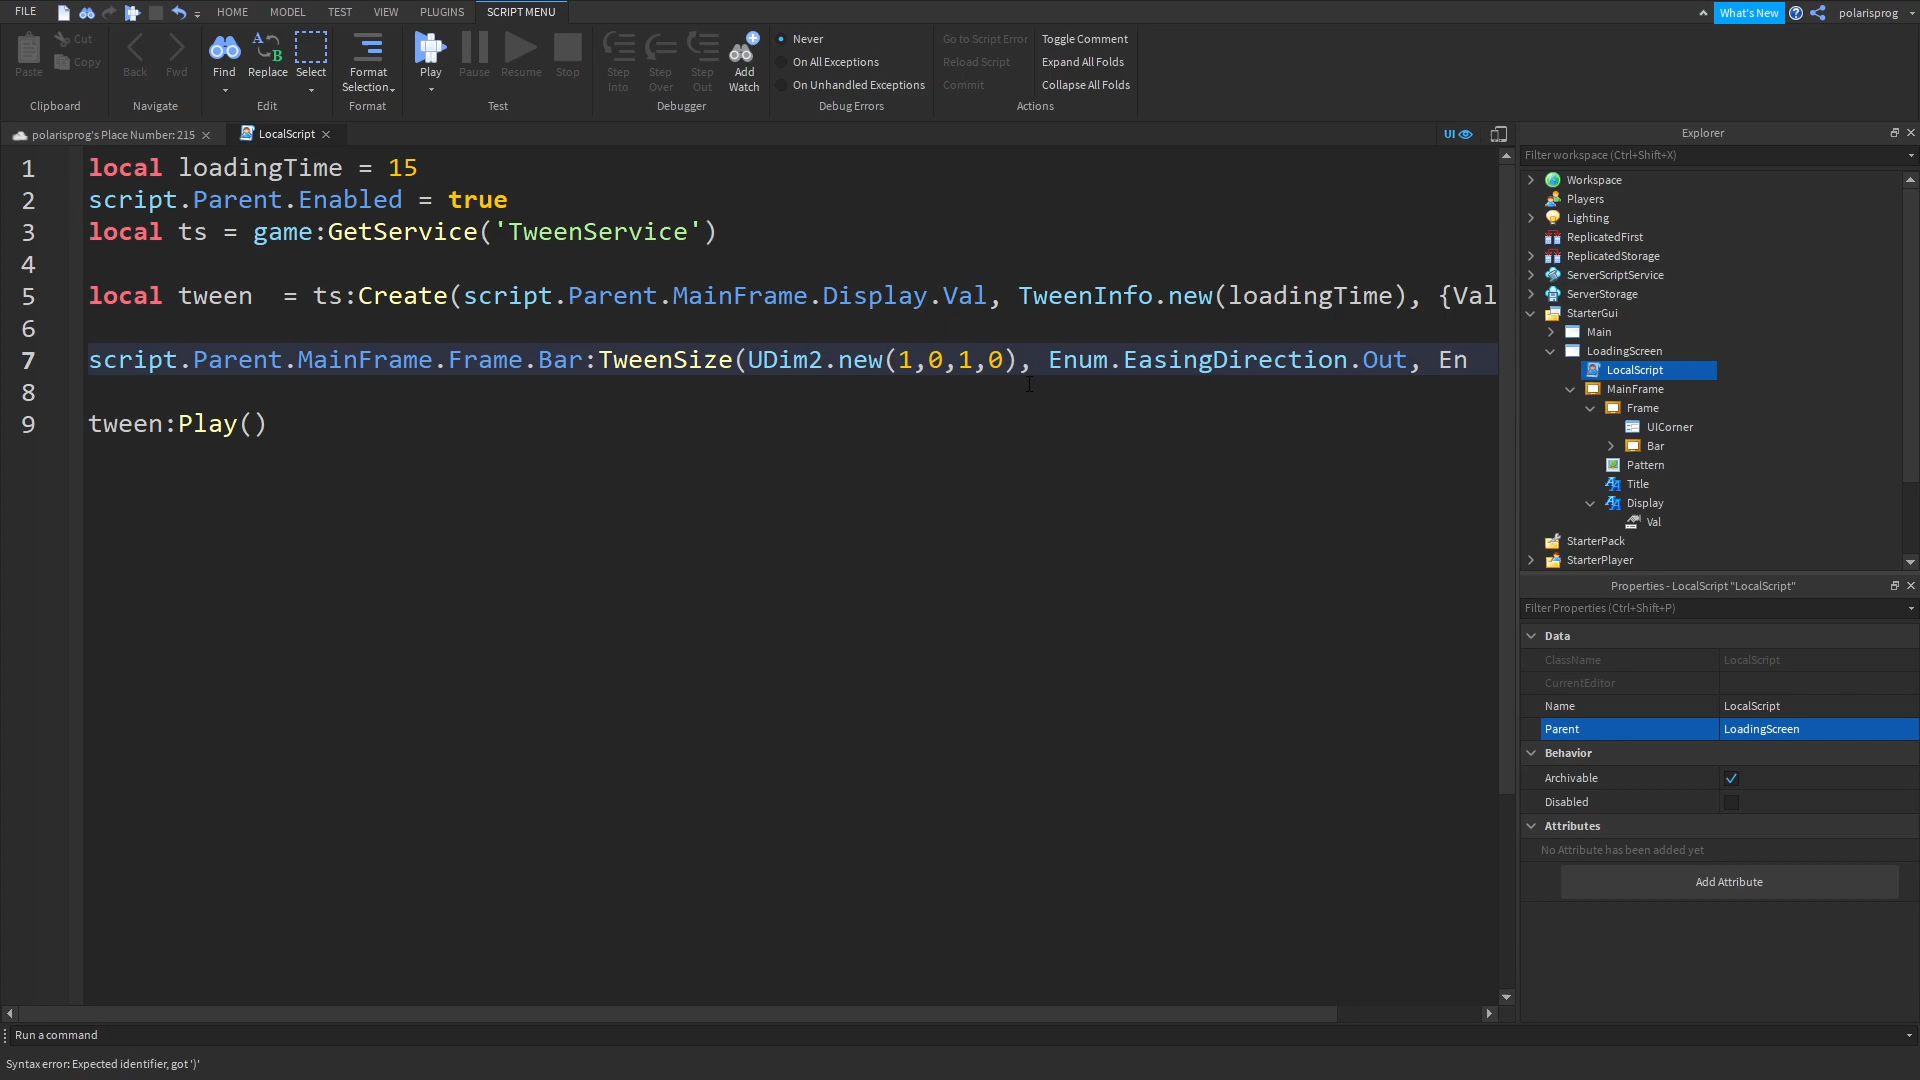 FILE HOME MODEL TEST VIEW PLUGINS SCRIPT MENU What's New polarisprog
Paste Cut Copy Back Fwd Find Replace Select Format Selection Play Pause Resume Stop Step Into Step Over Step Out Add Watch
Never
On All Exceptions
On Unhandled Exceptions
Go to Script Error
Reload Script
Commit
Toggle Comment
Expand All Folds
Collapse All Folds
Clipboard Navigate Edit Format Test Debugger Debug Errors Actions
polarisprog's Place Number: 215 LocalScript UI
1 local loadingTime = 15
2 script.Parent.Enabled = true
3 local ts = game:GetService('TweenService')
4
5 local tween  = ts:Create(script.Parent.MainFrame.Display.Val, TweenInfo.new(loadingTime), {Val
6
7 script.Parent.MainFrame.Frame.Bar:TweenSize(UDim2.new(1,0,1,0), Enum.EasingDirection.Out, En
8
9 tween:Play()
Explorer
Filter workspace (Ctrl+Shift+X)
Workspace
Players
Lighting
ReplicatedFirst
ReplicatedStorage
ServerScriptService
ServerStorage
StarterGui
Main
LoadingScreen
LocalScript
MainFrame
Frame
UICorner
Bar
Pattern
Title
Display
Val
StarterPack
StarterPlayer
Properties - LocalScript "LocalScript"
Filter Properties (Ctrl+Shift+P)
Data
ClassName LocalScript
CurrentEditor
Name LocalScript
Parent LoadingScreen
Behavior
Archivable
Disabled
Attributes
No Attribute has been added yet
Add Attribute
Run a command
Syntax error: Expected identifier, got ')'